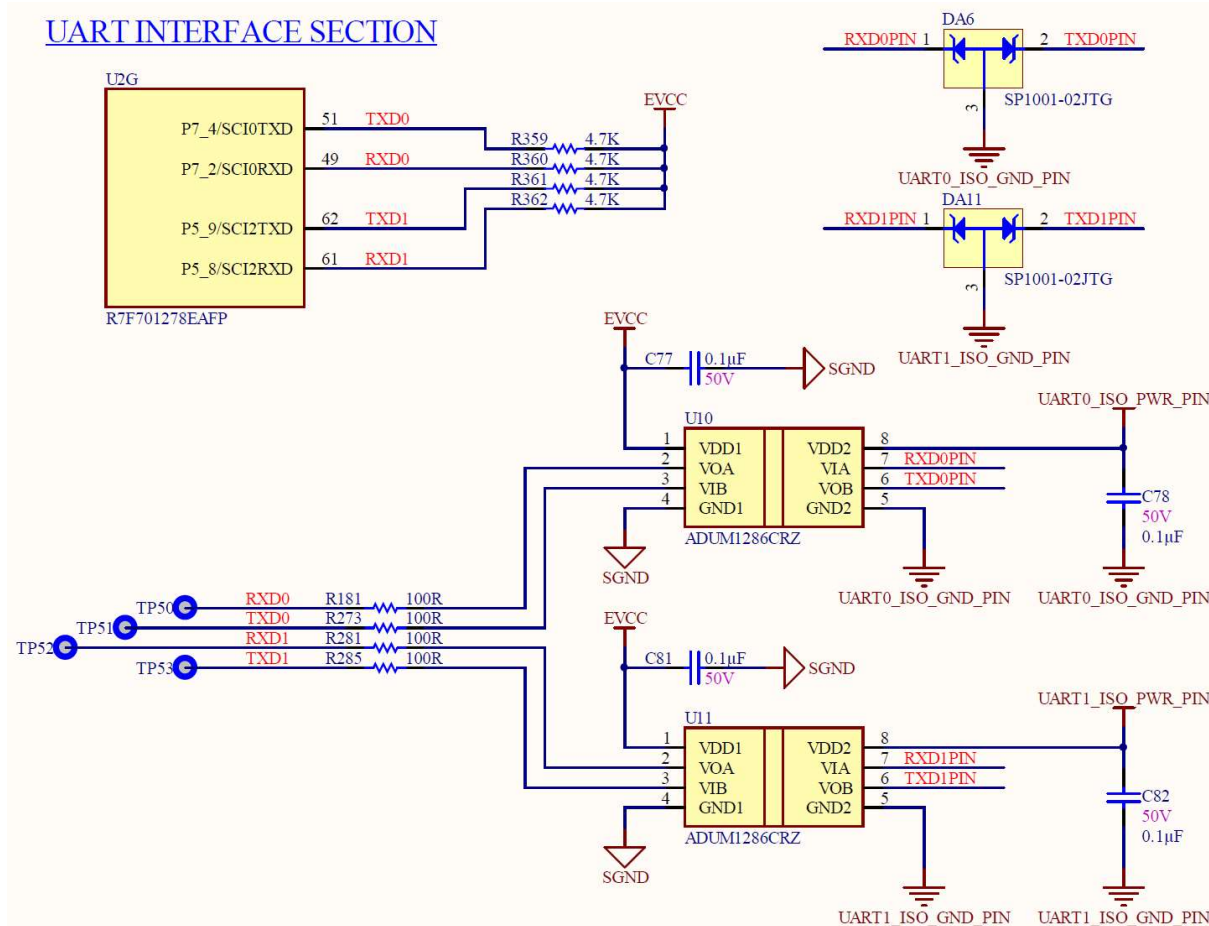 UART INTERFACE SECTION
U2G
P7_4/SCI0TXD 51 TXD0
P7_2/SCI0RXD 49 RXD0
P5_9/SCI2TXD 62 TXD1
P5_8/SCI2RXD 61 RXD1
R7F701278EAFP
EVCC
R359 4.7K
R360 4.7K
R361 4.7K
R362 4.7K
DA6
RXD0PIN 1 2 TXD0PIN
SP1001-02JTG
3
UART0_ISO_GND_PIN
DA11
RXD1PIN 1 2 TXD1PIN
SP1001-02JTG
3
UART1_ISO_GND_PIN
EVCC
C77 0.1µF
50V
SGND
U10
1 VDD1 VDD2 8
2 VOA VIA 7 RXD0PIN
3 VIB VOB 6 TXD0PIN
4 GND1 GND2 5
ADUM1286CRZ
SGND
UART0_ISO_GND_PIN
UART0_ISO_PWR_PIN
C78
50V
0.1µF
UART0_ISO_GND_PIN
TP50 RXD0 R181 100R
TP51 TXD0 R273 100R
TP52 RXD1 R281 100R
TP53 TXD1 R285 100R
EVCC
C81 0.1µF
50V
SGND
U11
1 VDD1 VDD2 8
2 VOA VIA 7 RXD1PIN
3 VIB VOB 6 TXD1PIN
4 GND1 GND2 5
ADUM1286CRZ
SGND
UART1_ISO_GND_PIN
UART1_ISO_PWR_PIN
C82
50V
0.1µF
UART1_ISO_GND_PIN